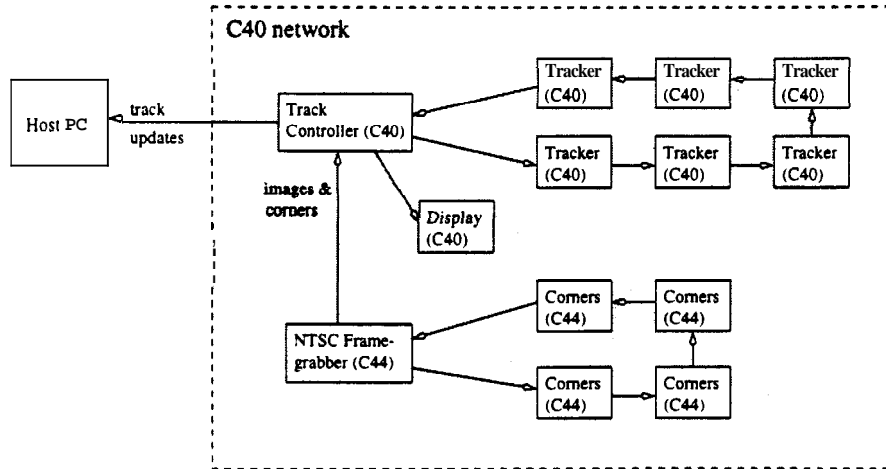 C40 network
Host PC
track
updates
Track
Controller (C40)
images &
corners
Display
(C40)
NTSC Frame-
grabber (C44)
Tracker
(C40)
Tracker
(C40)
Tracker
(C40)
Tracker
(C40)
Tracker
(C40)
Tracker
(C40)
Corners
(C44)
Corners
(C44)
Corners
(C44)
Corners
(C44)